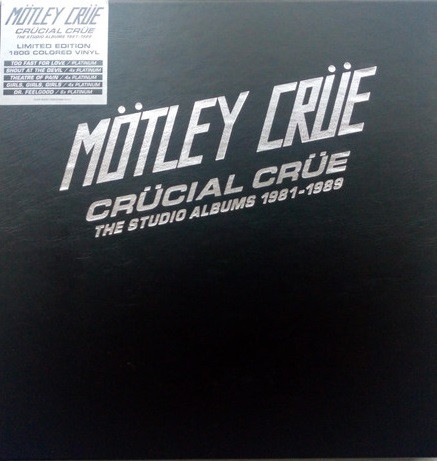 MÖTLEY CRÜE
CRÜCIAL CRÜE
THE STUDIO ALBUMS 1981-1989
LIMITED EDITION
180G COLORED VINYL
TOO FAST FOR LOVE / PLATINUM
SHOUT AT THE DEVIL / 4x PLATINUM
THEATRE OF PAIN / 4x PLATINUM
GIRLS, GIRLS, GIRLS / 4x PLATINUM
DR. FEELGOOD / 6x PLATINUM
MÖTLEY CRÜE
CRÜCIAL CRÜE
THE STUDIO ALBUMS 1981-1989